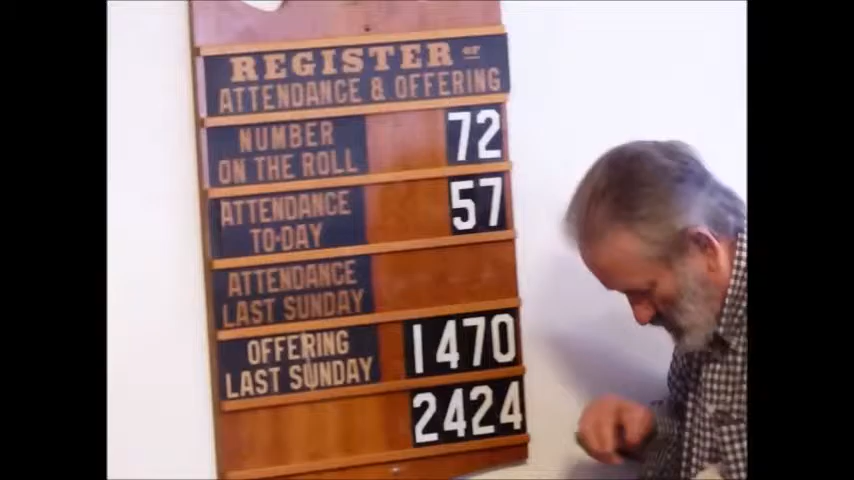 REGISTER OF
ATTENDANCE & OFFERING
NUMBER
ON THE ROLL
72
ATTENDANCE
TO-DAY
57
ATTENDANCE
LAST SUNDAY
OFFERING
LAST SUNDAY
1470
2424